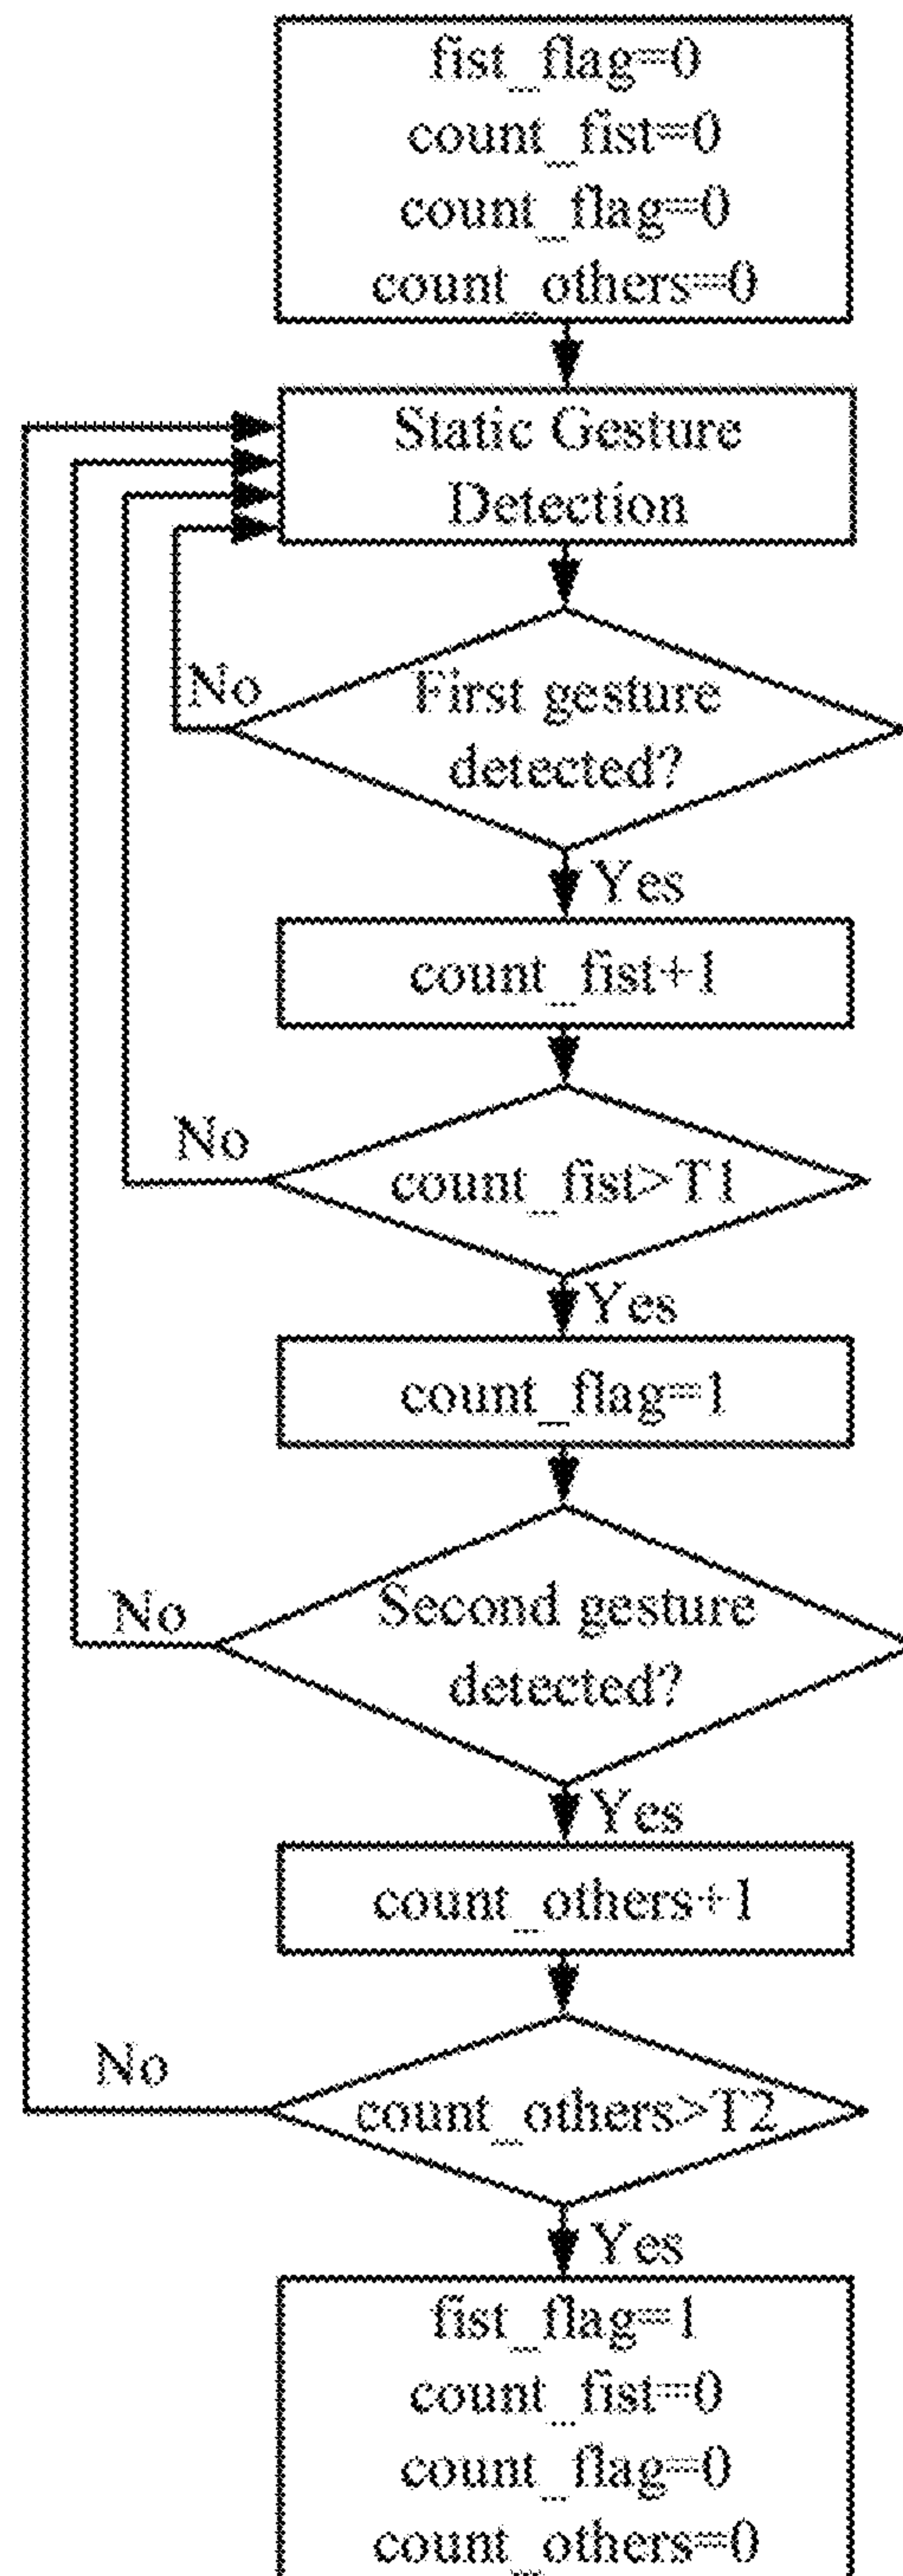 fist_flag=0
count_fist=0
count_flag=0
count_others=0
Static Gesture
Detection
No
First gesture
detected?
Yes
count_fist+1
No
count_fist>T1
Yes
count_flag=1
No
Second gesture
detected?
Yes
count_others+1
No
count_others>T2
Yes
fist_flag=1
count_fist=0
count_flag=0
count_others=0